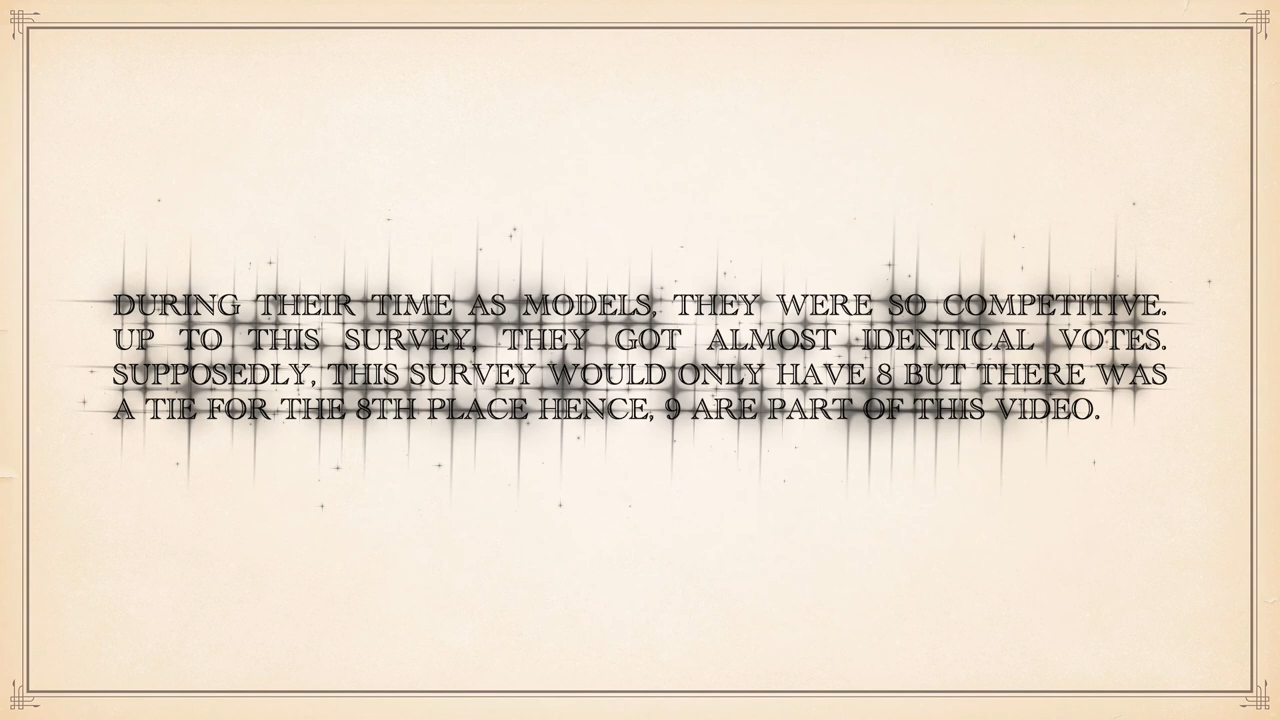 DURING THEIR TIME AS MODELS, THEY WERE SO COMPETITIVE.
UP TO THIS SURVEY, THEY GOT ALMOST IDENTICAL VOTES.
SUPPOSEDLY, THIS SURVEY WOULD ONLY HAVE 8 BUT THERE WAS
A TIE FOR THE 8TH PLACE HENCE, 9 ARE PART OF THIS VIDEO.